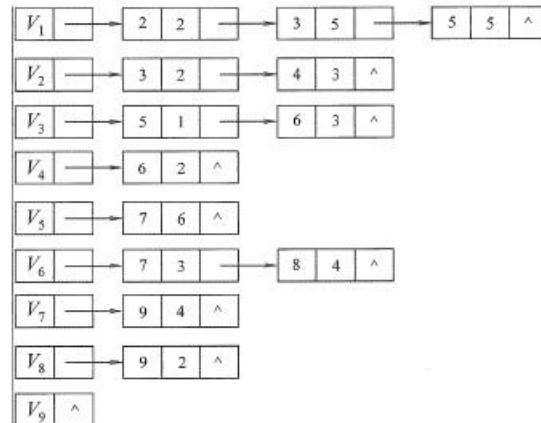 V₁ 2 2 3 5 5 5 ^
V₂ 3 2 4 3 ^
V₃ 5 1 6 3 ^
V₄ 6 2 ^
V₅ 7 6 ^
V₆ 7 3 8 4 ^
V₇ 9 4 ^
V₈ 9 2 ^
V₉ ^